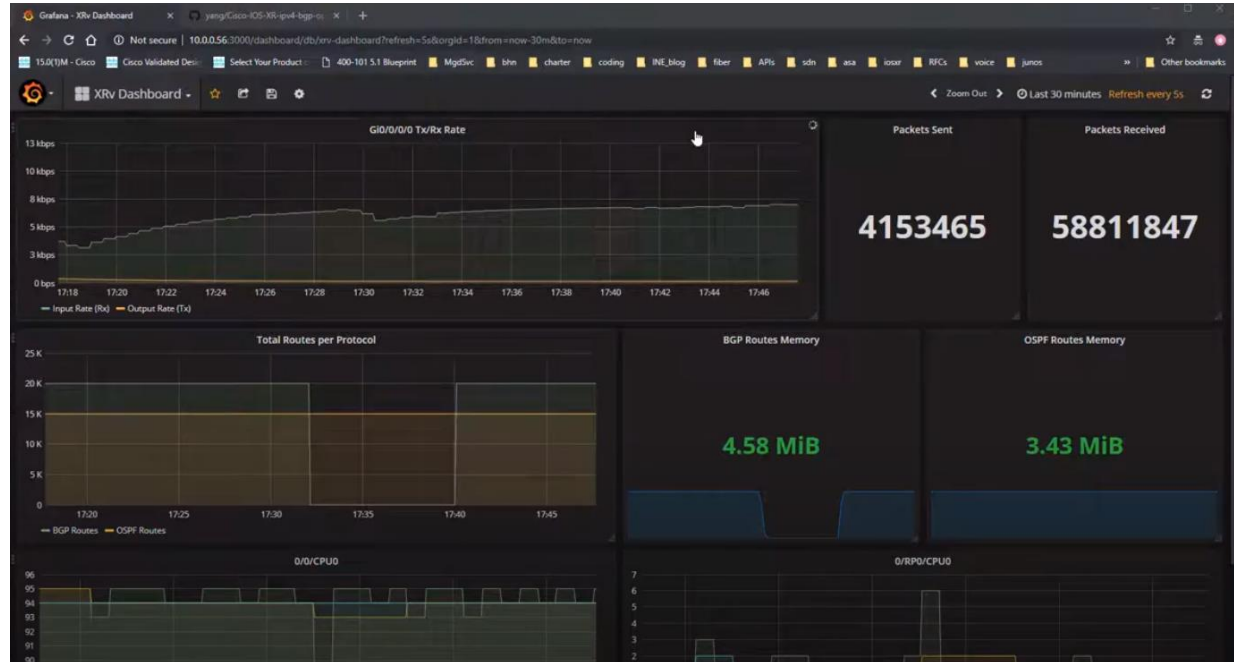 Grafana - XRv Dashboard
yang/Cisco-IOS-XR-ipv4-bgp-o
Not secure | 10.0.0.56:3000/dashboard/db/xrv-dashboard?refresh=5s&orgId=1&from=now-30m&to=now
15.0(1)M - Cisco Cisco Validated Desi Select Your Product 400-101 5.1 Blueprint MgdSvc bhn charter coding INE_blog fiber APIs sdn asa iosxr RFCs voice junos » Other bookmarks
XRv Dashboard Zoom Out Last 30 minutes Refresh every 5s
Gi0/0/0/0 Tx/Rx Rate
13 kbps
10 kbps
8 kbps
5 kbps
3 kbps
0 bps
17:18 17:20 17:22 17:24 17:26 17:28 17:30 17:32 17:34 17:36 17:38 17:40 17:42 17:44 17:46
Input Rate (Rx) Output Rate (Tx)
Packets Sent
4153465
Packets Received
58811847
Total Routes per Protocol
25 K
20 K
15 K
10 K
5 K
0
17:20 17:25 17:30 17:35 17:40 17:45
BGP Routes OSPF Routes
BGP Routes Memory
4.58 MiB
OSPF Routes Memory
3.43 MiB
0/0/CPU0
96
95
94
93
92
91
90
0/RP0/CPU0
7
6
5
4
3
2